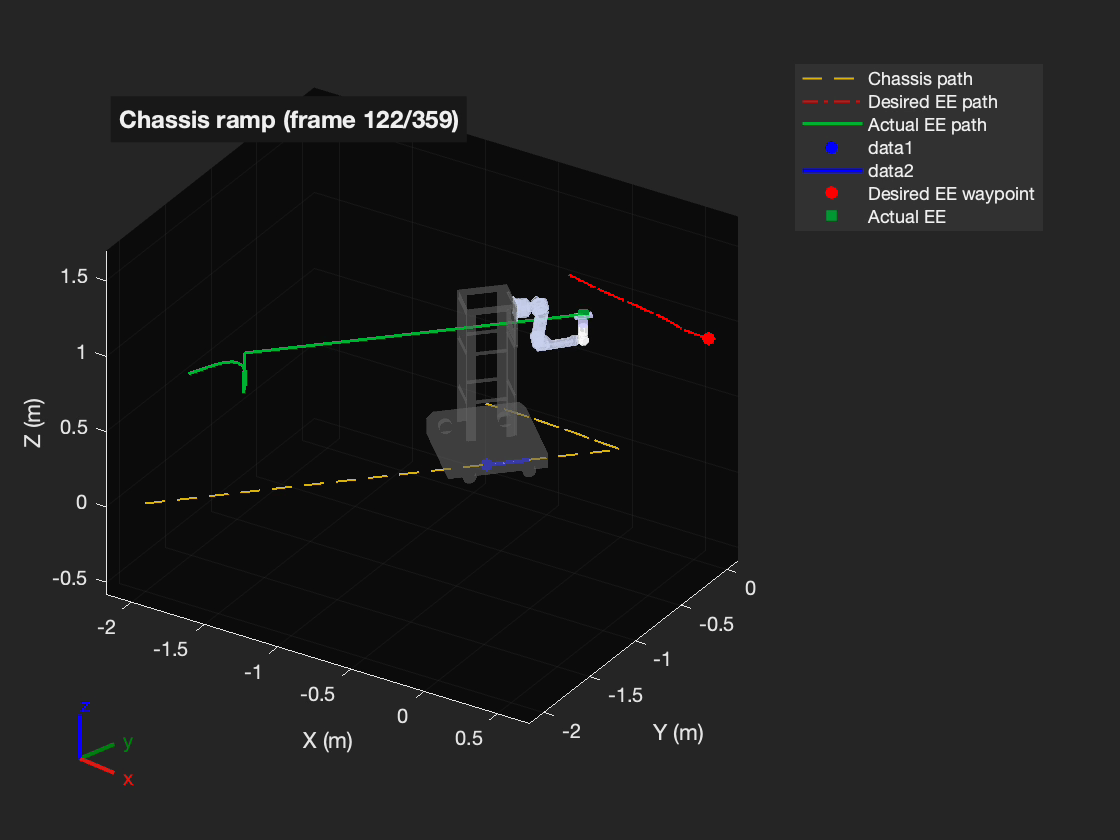 Chassis ramp (frame 122/359)
Chassis path
Desired EE path
Actual EE path
data1
data2
Desired EE waypoint
Actual EE
1.5
1
0.5
0
-0.5
Z (m)
-2
-1.5
-1
-0.5
0
0.5
X (m)
0
-0.5
-1
-1.5
-2
Y (m)
z
y
x